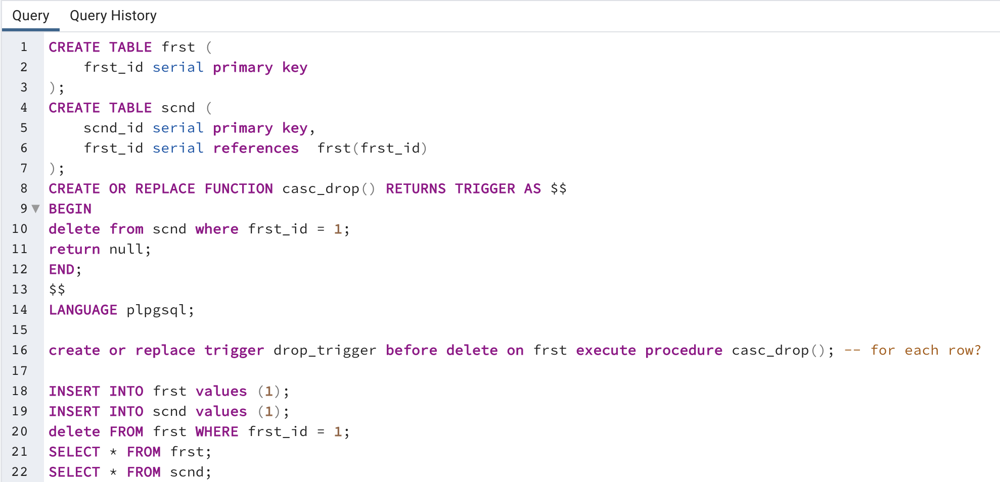 Query Query History
1 CREATE TABLE frst (
2 frst_id serial primary key
3 );
4 CREATE TABLE scnd (
5 scnd_id serial primary key,
6 frst_id serial references  frst(frst_id)
7 );
8 CREATE OR REPLACE FUNCTION casc_drop() RETURNS TRIGGER AS $$
9 BEGIN
10 delete from scnd where frst_id = 1;
11 return null;
12 END;
13 $$
14 LANGUAGE plpgsql;
15
16 create or replace trigger drop_trigger before delete on frst execute procedure casc_drop(); -- for each row?
17
18 INSERT INTO frst values (1);
19 INSERT INTO scnd values (1);
20 delete FROM frst WHERE frst_id = 1;
21 SELECT * FROM frst;
22 SELECT * FROM scnd;